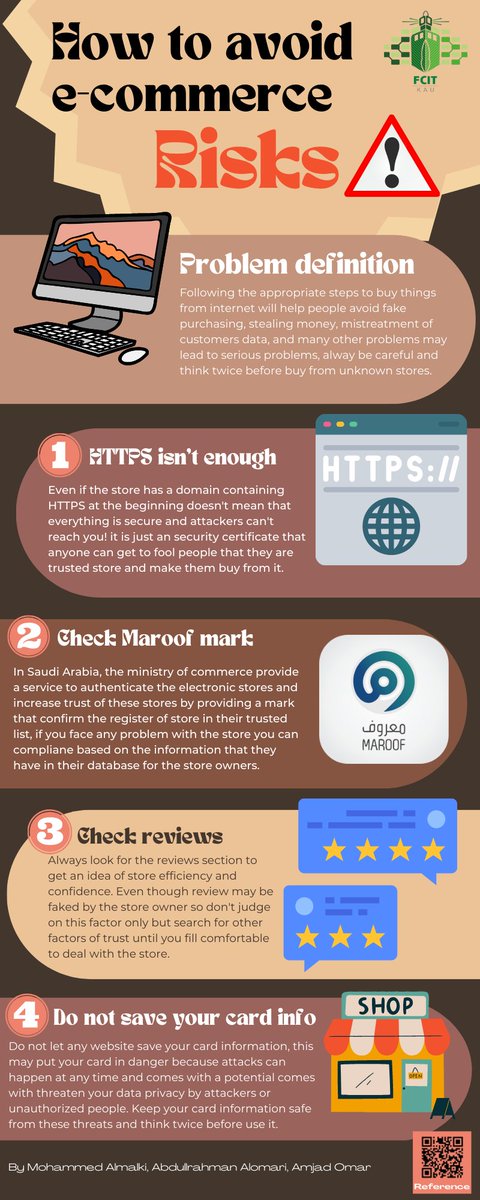 How to avoid
e-commerce
Risks
FCIT
KAU
Problem definition
Following the appropriate steps to buy things
from internet will help people avoid fake
purchasing, stealing money, mistreatment of
customers data, and many other problems may
lead to serious problems, alway be careful and
think twice before buy from unknown stores.
1 HTTPS isn't enough
HTTPS://
Even if the store has a domain containing
HTTPS at the beginning doesn't mean that
everything is secure and attackers can't
reach you! it is just an security certificate that
anyone can get to fool people that they are
trusted store and make them buy from it.
2 Check Maroof mark
In Saudi Arabia, the ministry of commerce provide
a service to authenticate the electronic stores and
increase trust of these stores by providing a mark
that confirm the register of store in their trusted
list, if you face any problem with the store you can
compliane based on the information that they
have in their database for the store owners.
معروف
MAROOF
3 Check reviews
Always look for the reviews section to
get an idea of store efficiency and
confidence. Even though review may be
faked by the store owner so don't judge
on this factor only but search for other
factors of trust until you fill comfortable
to deal with the store.
4 Do not save your card info
Do not let any website save your card information, this
may put your card in danger because attacks can
happen at any time and comes with a potential comes
with threaten your data privacy by attackers or
unauthorized people. Keep your card information safe
from these threats and think twice before use it.
SHOP
OPEN
By Mohammed Almalki, Abdullrahman Alomari, Amjad Omar
Reference